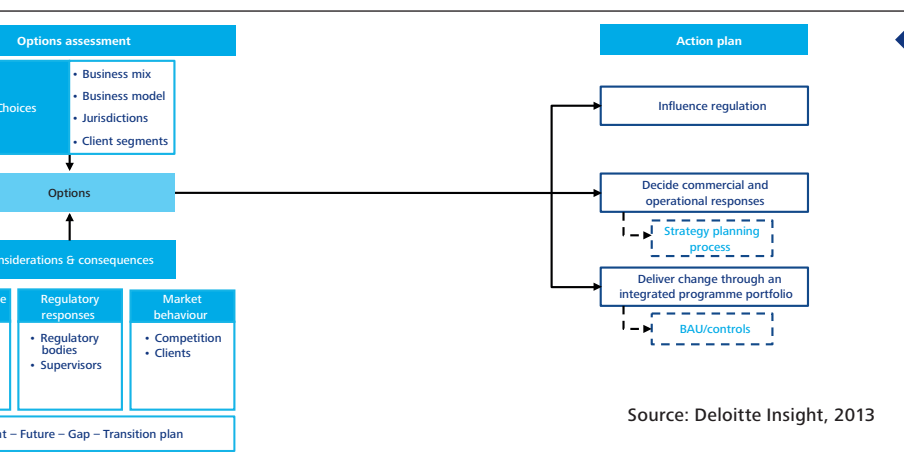 Options assessment
Action plan
Choices
• Business mix
• Business model
• Jurisdictions
• Client segments
Influence regulation
Options
Decide commercial and
operational responses
Strategy planning
process
& consequences
Deliver change through an
integrated programme portfolio
BAU/controls
Regulatory
responses
• Regulatory
bodies
• Supervisors
Market
behaviour
• Competition
• Clients
– Future – Gap – Transition plan
Source: Deloitte Insight, 2013